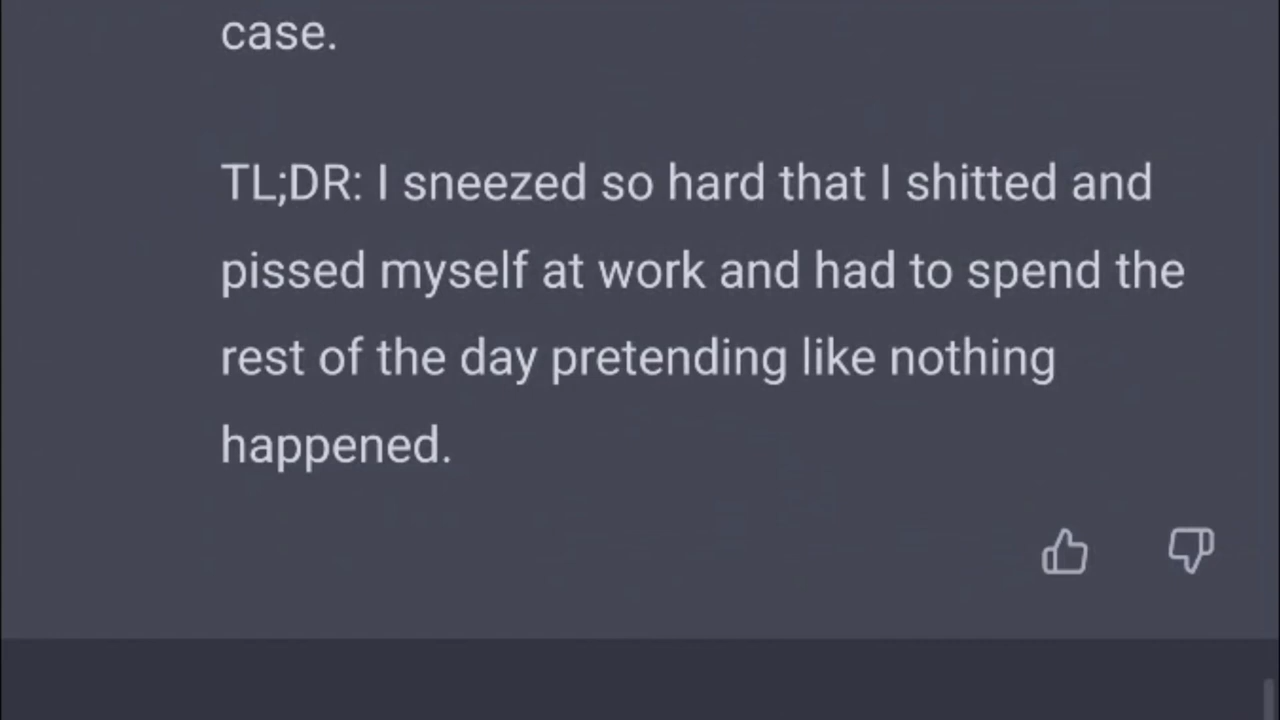 case.
TL;DR: I sneezed so hard that I shitted and
pissed myself at work and had to spend the
rest of the day pretending like nothing
happened.